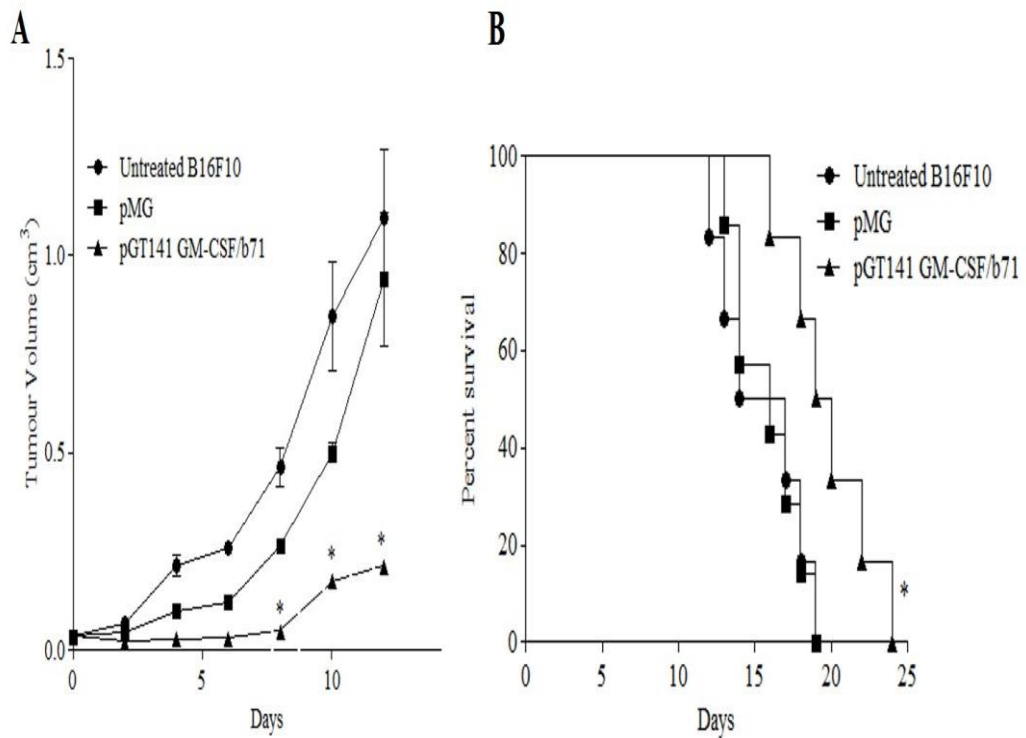 A
Tumour Volume (cm3)
1.5
1.0
0.5
0.0
Untreated B16F10
pMG
pGT141 GM-CSF/b71
*
*
*
0
5
10
Days
B
Percent survival
100
80
60
40
20
0
Untreated B16F10
pMG
pGT141 GM-CSF/b71
*
0
5
10
15
20
25
Days